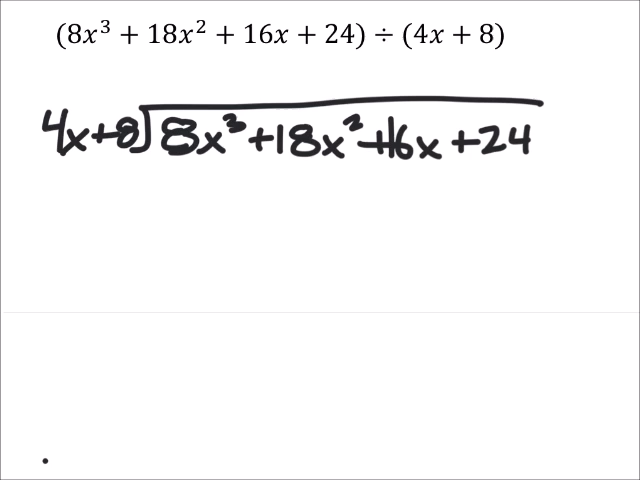 (8x³ + 18x² + 16x + 24) ÷ (4x + 8)
4x+8)8x³+18x²+16x+24